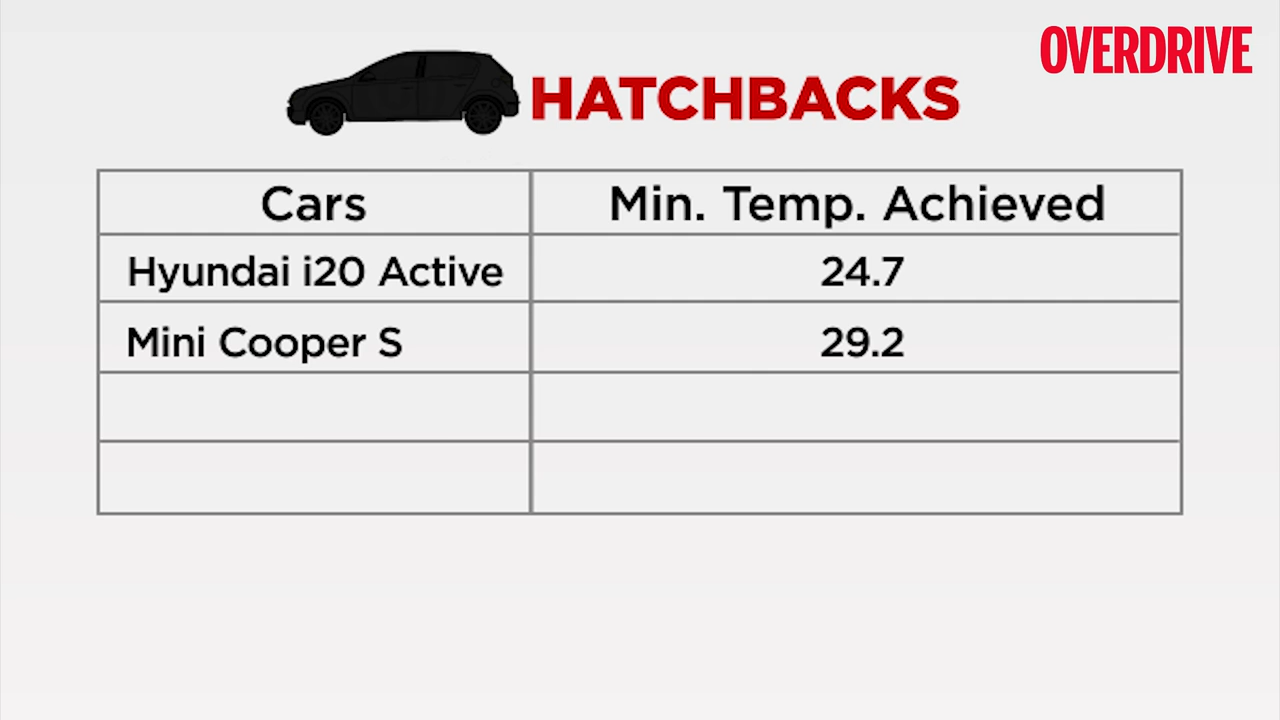 OVERDRIVE
HATCHBACKS
Cars Min. Temp. Achieved
Hyundai i20 Active 24.7
Mini Cooper S 29.2